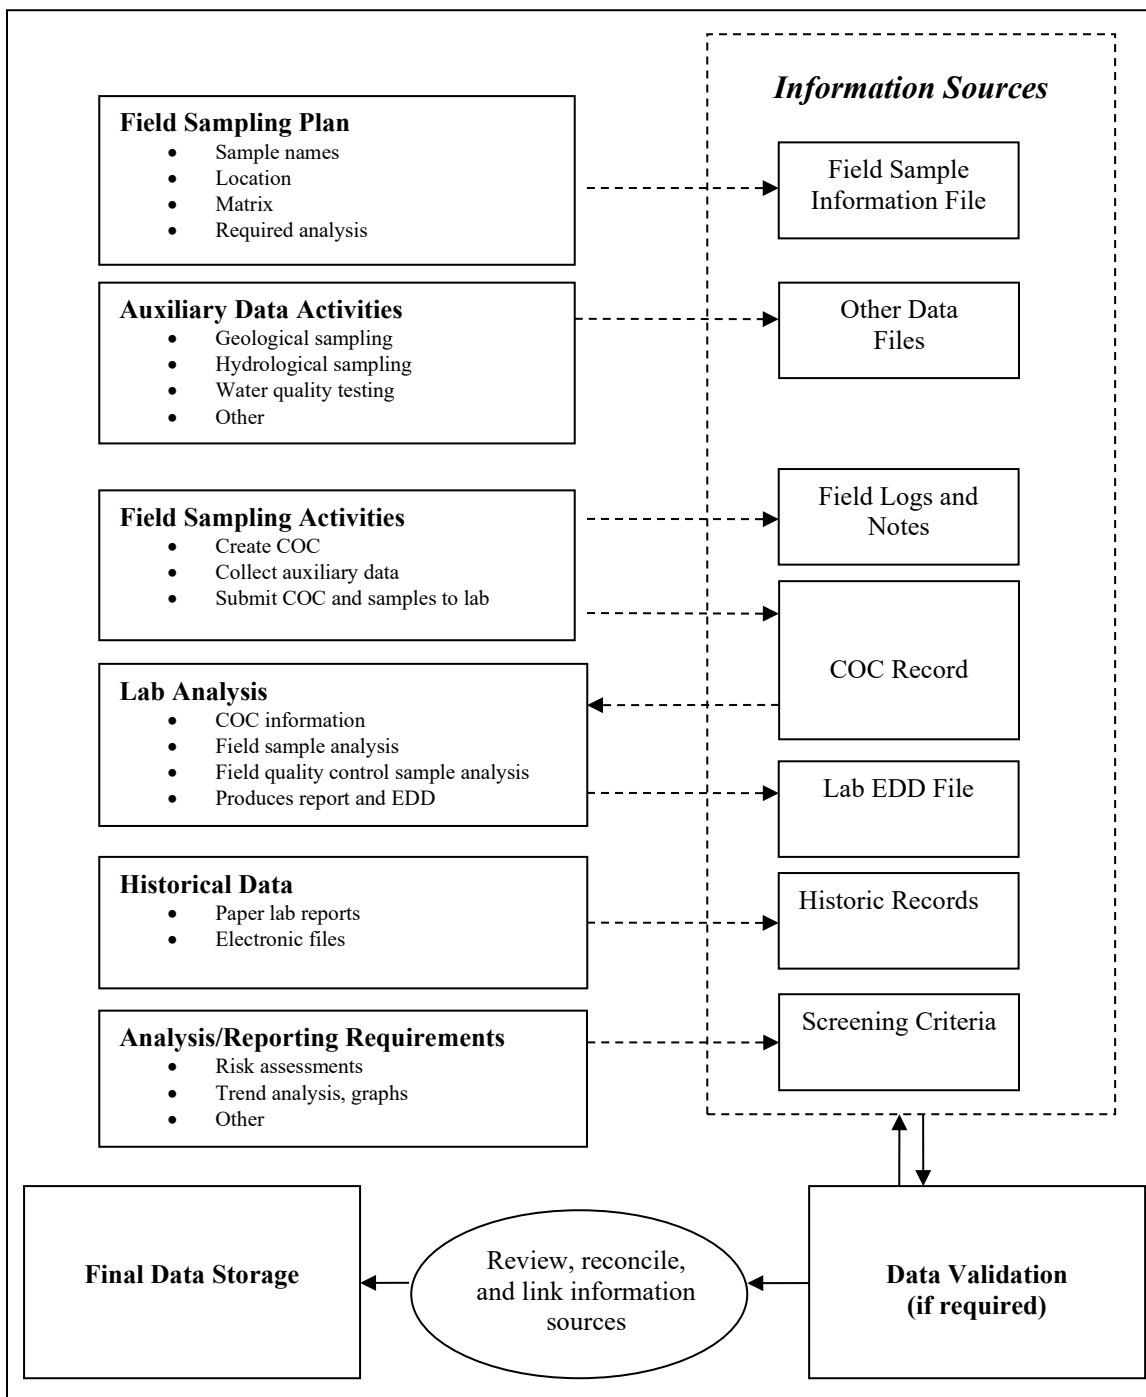 Information Sources
Field Sampling Plan
• Sample names
• Location
• Matrix
• Required analysis
Field Sample
Information File
Auxiliary Data Activities
• Geological sampling
• Hydrological sampling
• Water quality testing
• Other
Other Data
Files
Field Sampling Activities
• Create COC
• Collect auxiliary data
• Submit COC and samples to lab
Field Logs and
Notes
COC Record
Lab Analysis
• COC information
• Field sample analysis
• Field quality control sample analysis
• Produces report and EDD
Lab EDD File
Historical Data
• Paper lab reports
• Electronic files
Historic Records
Analysis/Reporting Requirements
• Risk assessments
• Trend analysis, graphs
• Other
Screening Criteria
Final Data Storage
Review, reconcile,
and link information
sources
Data Validation
(if required)